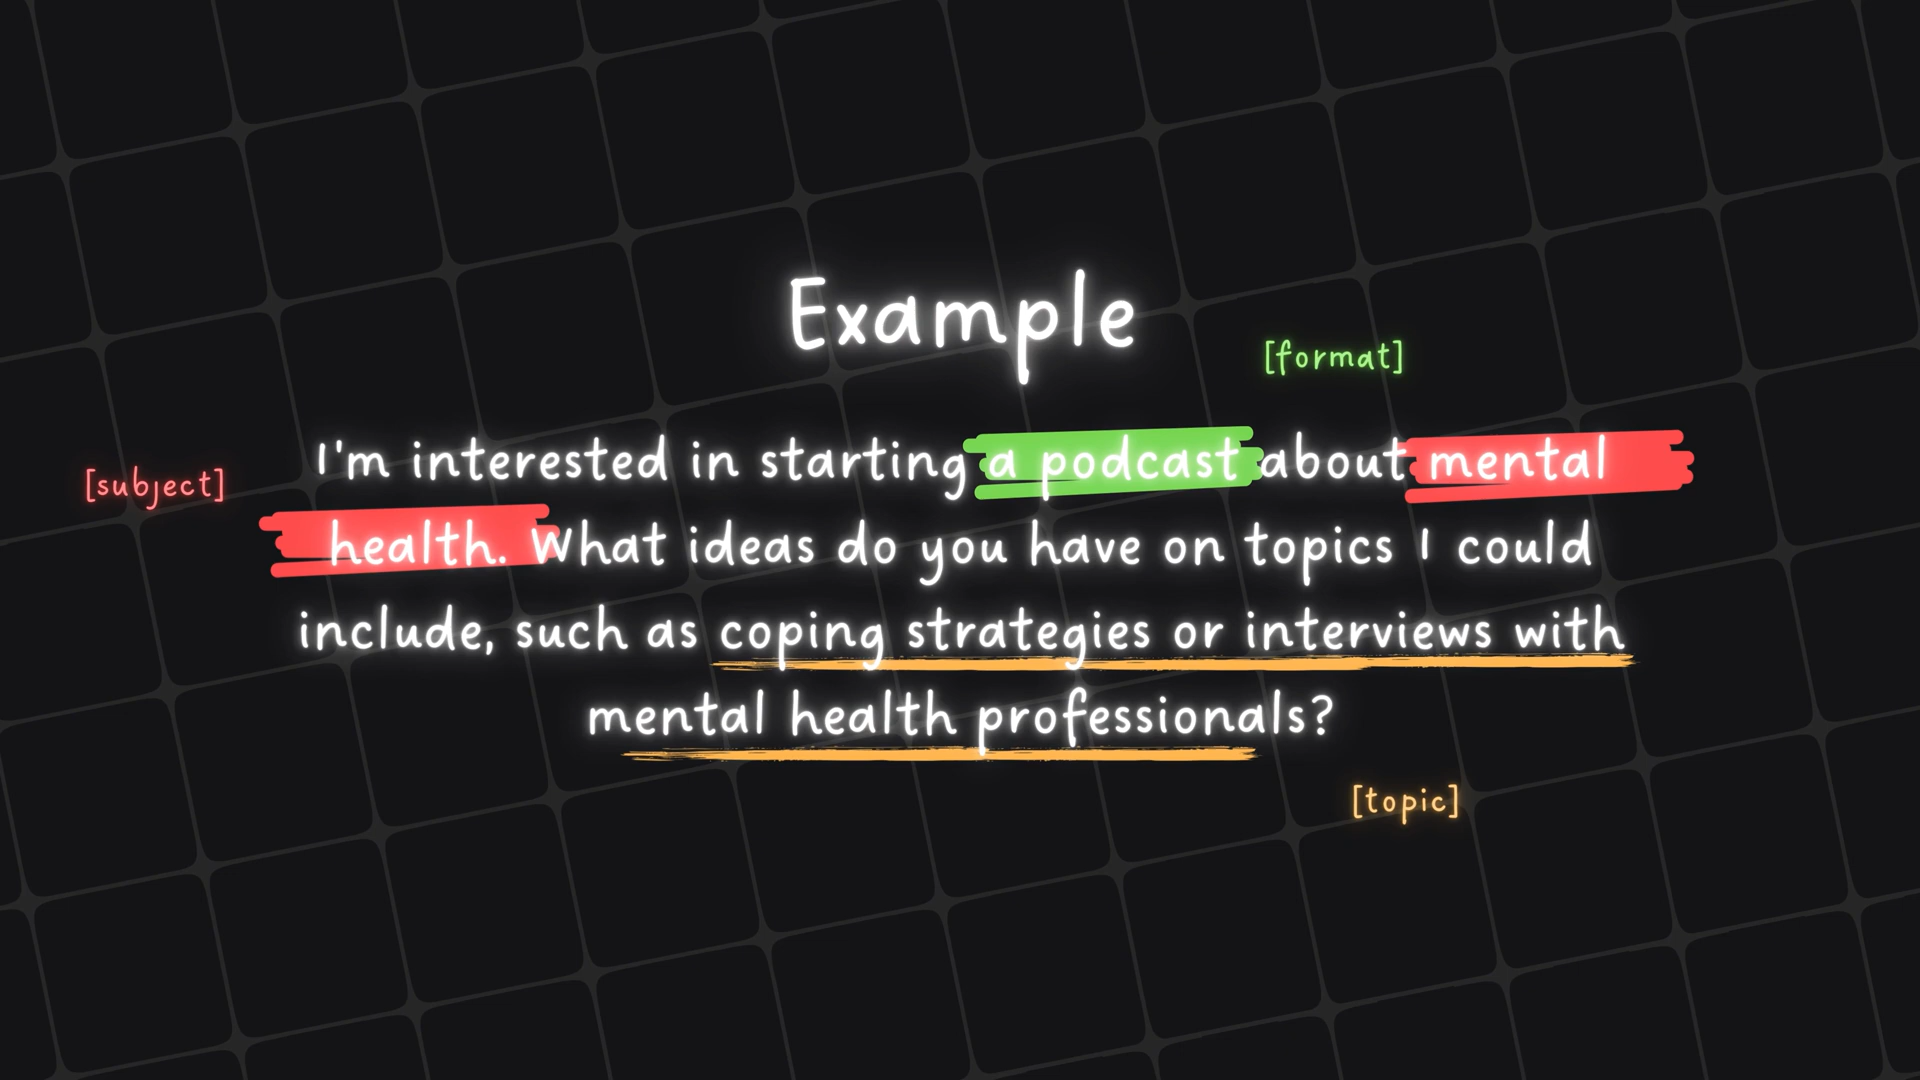 Example
[format]
I'm interested in starting a podcast about mental
[subject]
health. What ideas do you have on topics I could
include, such as coping strategies or interviews with
mental health professionals?
[topic]